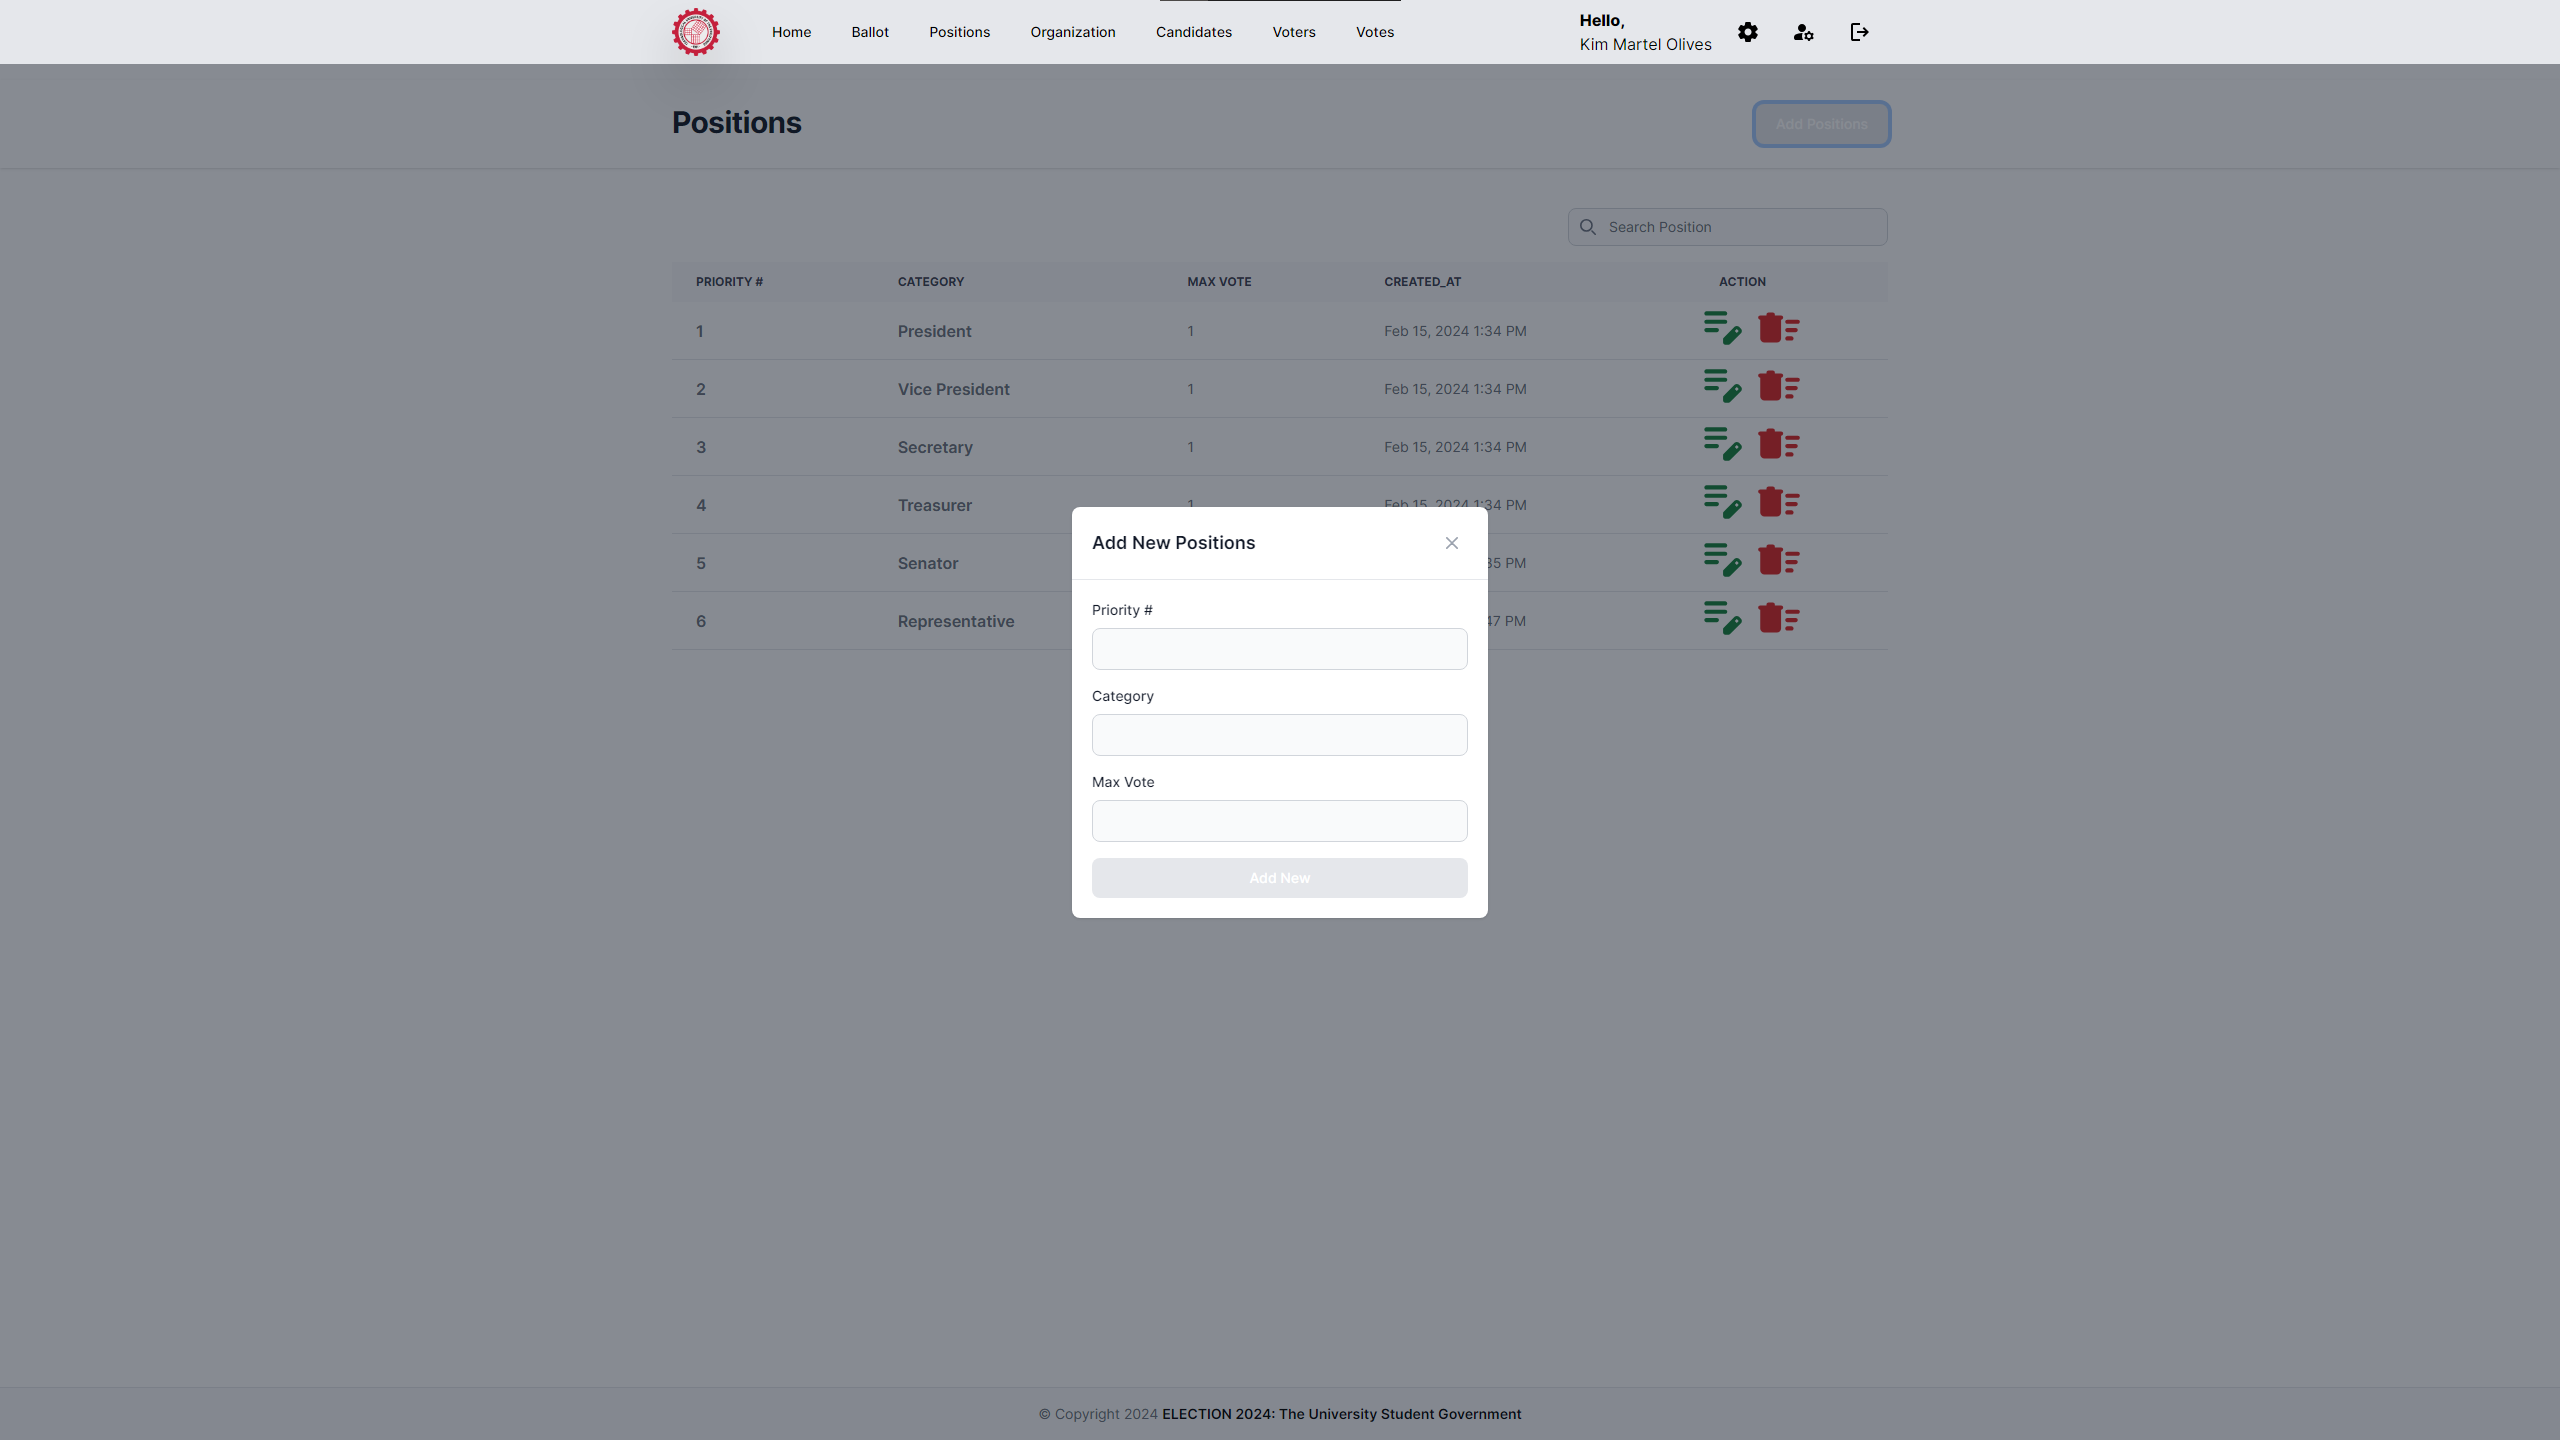 Home Ballot Positions Organization Candidates Voters Votes
Hello,
Kim Martel Olives
Positions
Add Positions
Search Position
PRIORITY # CATEGORY MAX VOTE CREATED_AT ACTION
1 President 1 Feb 15, 2024 1:34 PM
2 Vice President 1 Feb 15, 2024 1:34 PM
3 Secretary 1 Feb 15, 2024 1:34 PM
4 Treasurer 1 Feb 15, 2024 1:34 PM
5 Senator 35 PM
6 Representative 47 PM
Add New Positions
Priority #
Category
Max Vote
Add New
© Copyright 2024 ELECTION 2024: The University Student Government